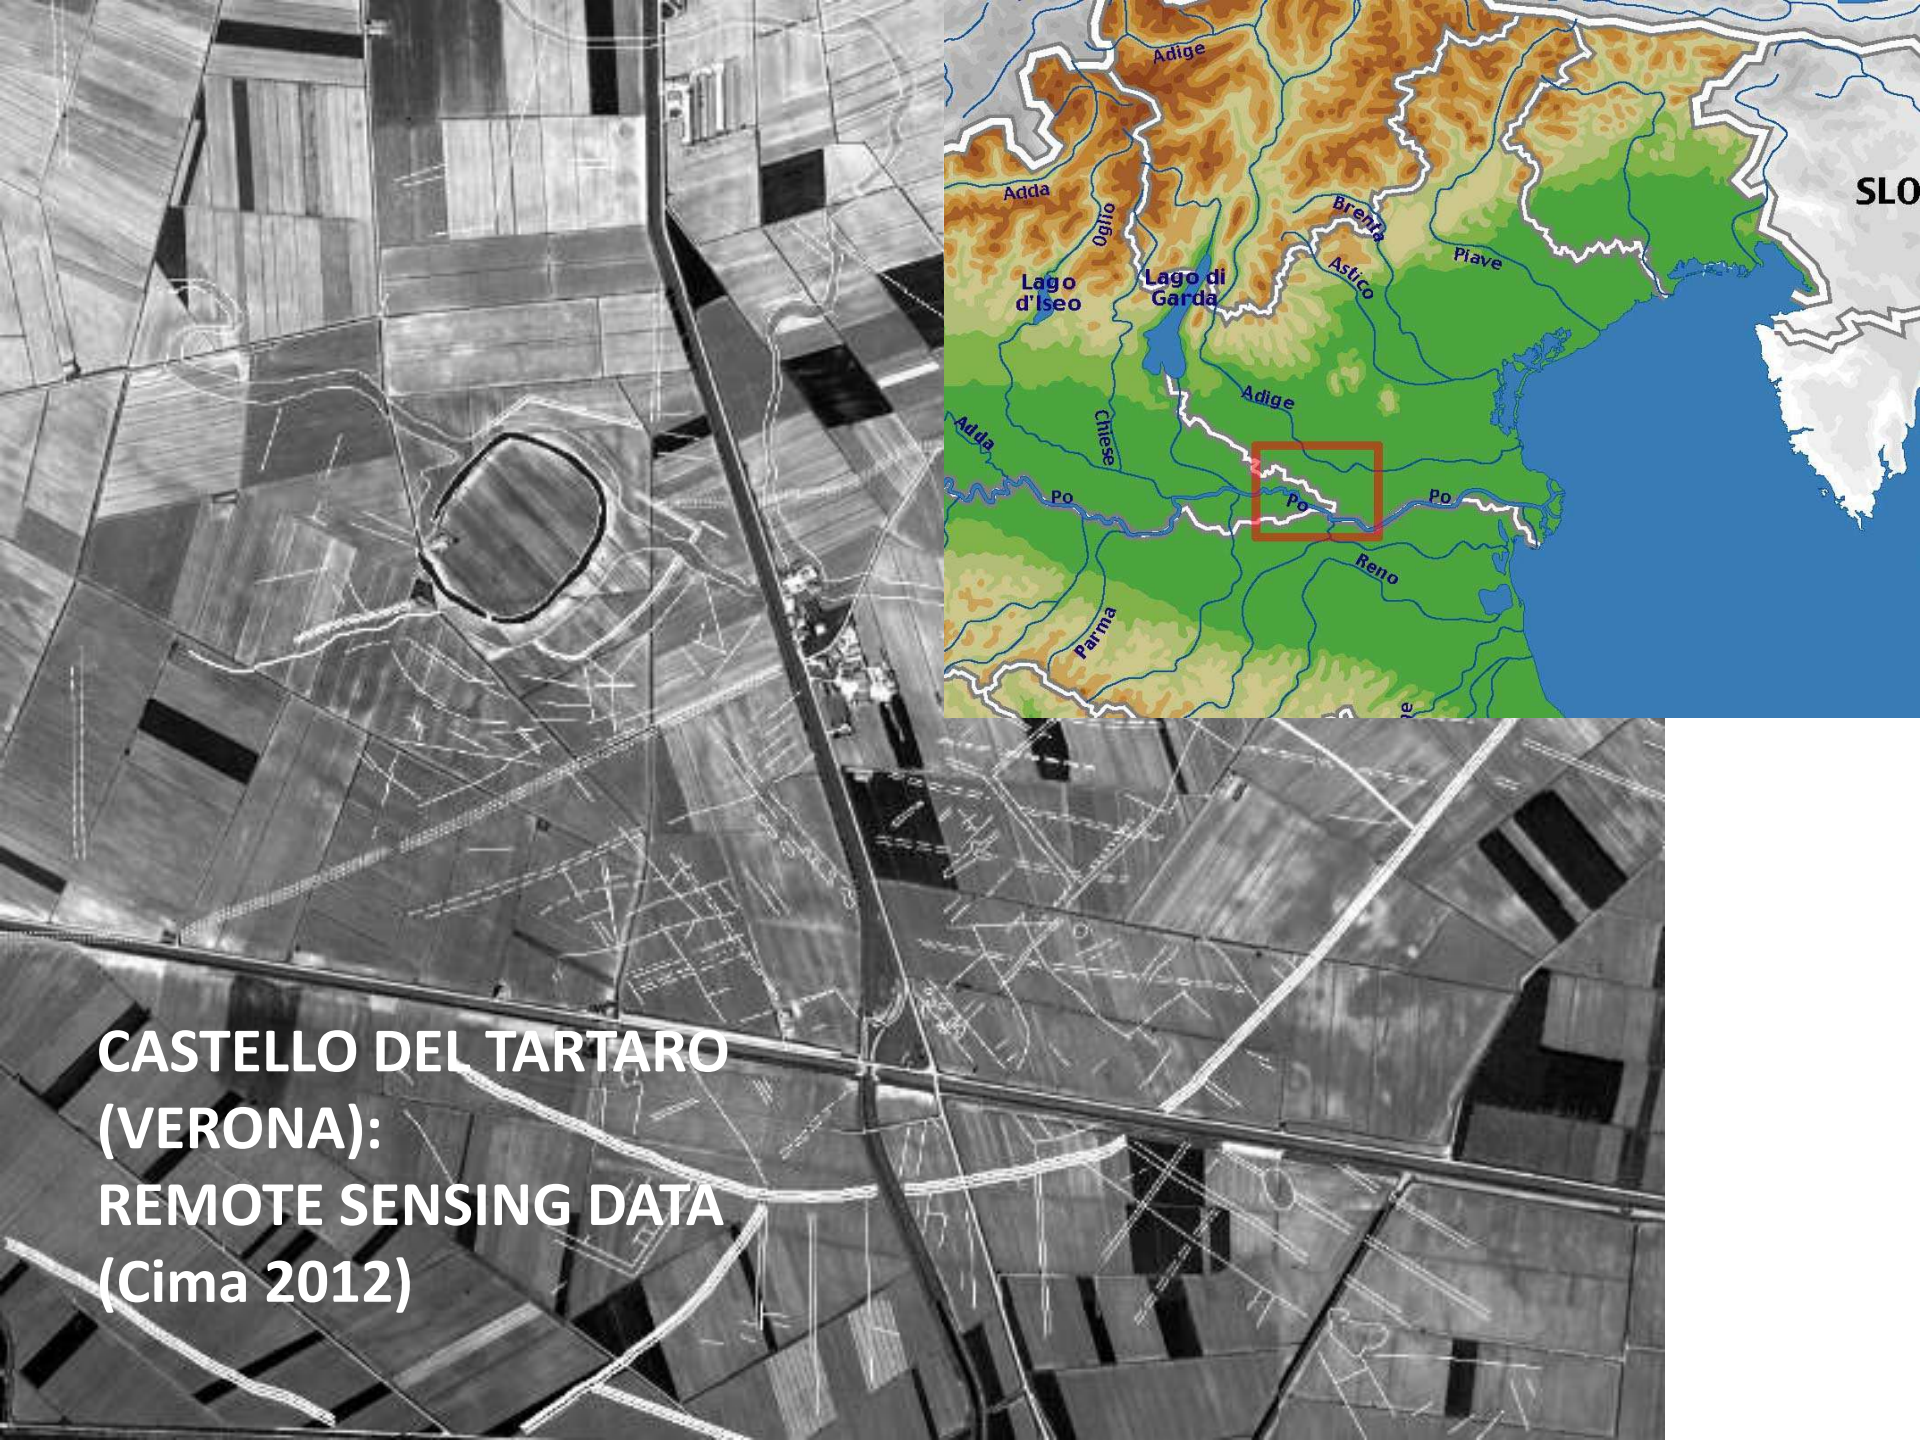 Adige
Adda
Oglio
Brenta
SLO
Piave
Astico
Lago
d'Iseo
Lago di
Garda
Adige
Chiese
Adda
Po
Po
Po
Reno
Parma
ne
CASTELLO DEL TARTARO
(VERONA):
REMOTE SENSING DATA
(Cima 2012)